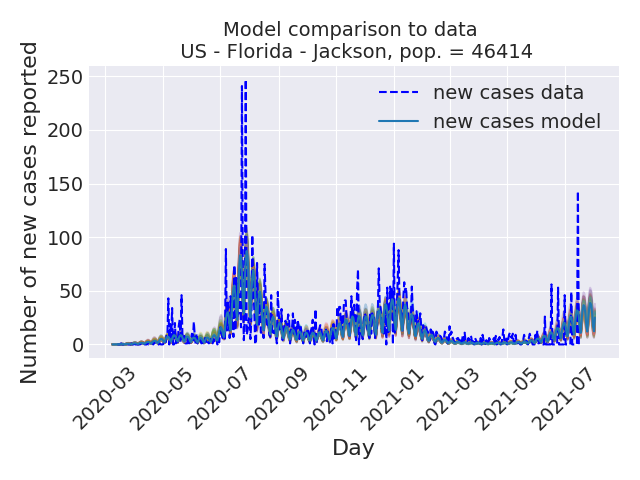 Model comparison to data
US - Florida - Jackson, pop. = 46414
Number of new cases reported
250
200
150
100
50
0
new cases data
new cases model
2020-03
2020-05
2020-07
2020-09
2020-11
2021-01
2021-03
2021-05
2021-07
Day